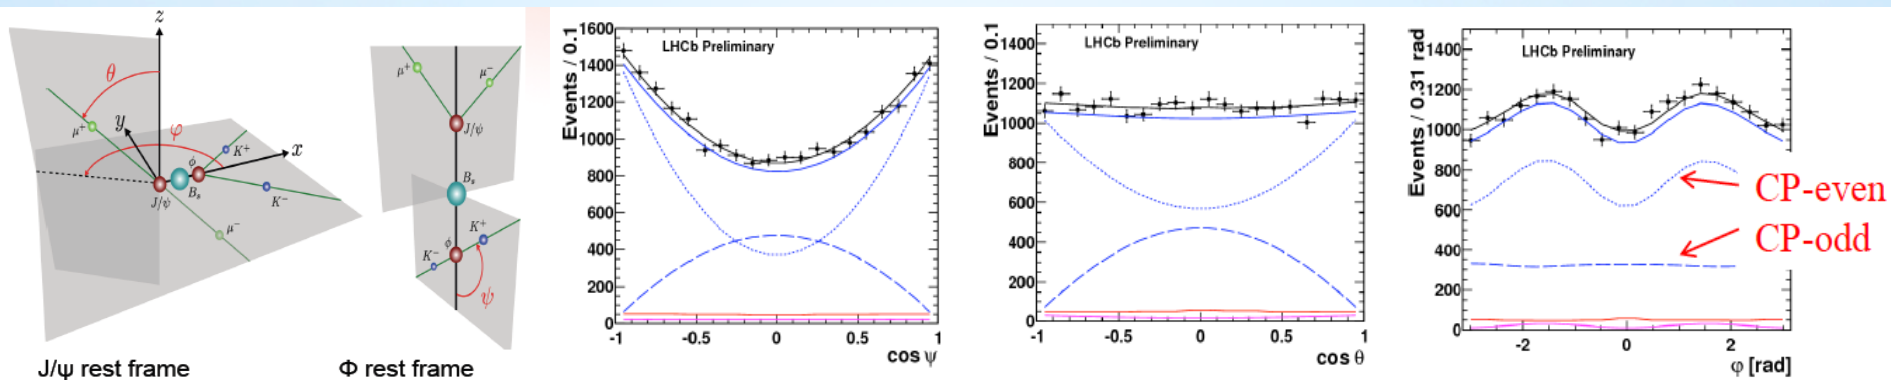 z
θ
μ⁺
y
φ
K⁺
x
ϕ
B_s
J/ψ
K⁻
μ⁻
J/ψ rest frame
μ⁺
μ⁻
J/ψ
B_s
K⁺
ϕ
K⁻
ψ
Φ rest frame
LHCb Preliminary
Events / 0.1
1600
1400
1200
1000
800
600
400
200
0
-1 -0.5 0 0.5 1
cos ψ
LHCb Preliminary
Events / 0.1
1400
1200
1000
800
600
400
200
0
-1 -0.5 0 0.5 1
cos θ
LHCb Preliminary
Events / 0.31 rad
1400
1200
1000
800
600
400
200
0
-2 0 2
φ [rad]
CP-even
CP-odd